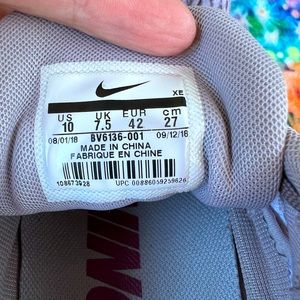 XE
US UK EUR cm
10 7.5 42 27
08/01/18 BV6136-001 09/12/18
MADE IN CHINA
FABRIQUE EN CHINE
108673928 UPC 00886059259626